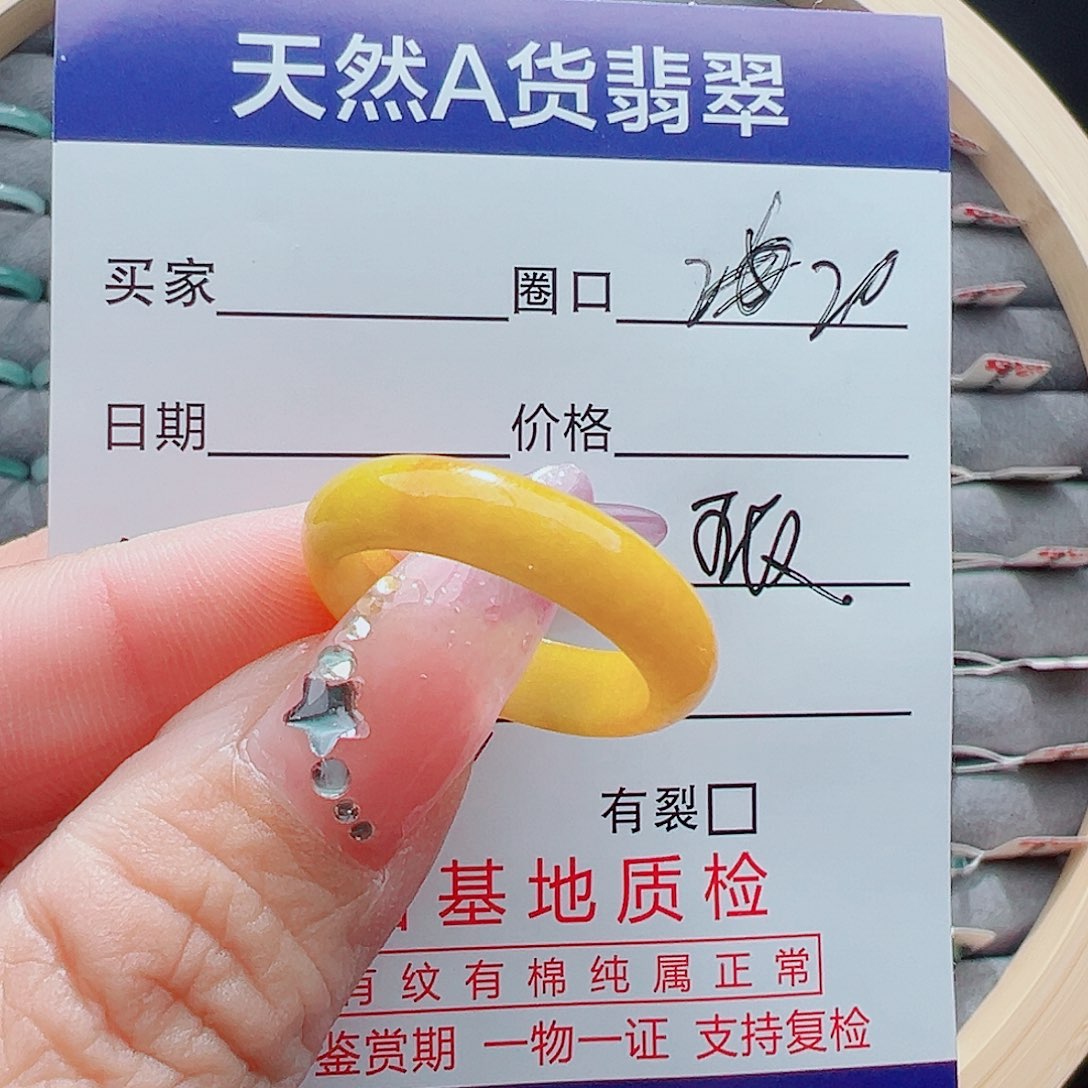 天然A货翡翠
买家 圈口 20
日期 价格
有裂
基地质检
有纹有棉纯属正常
鉴赏期 一物一证 支持复检